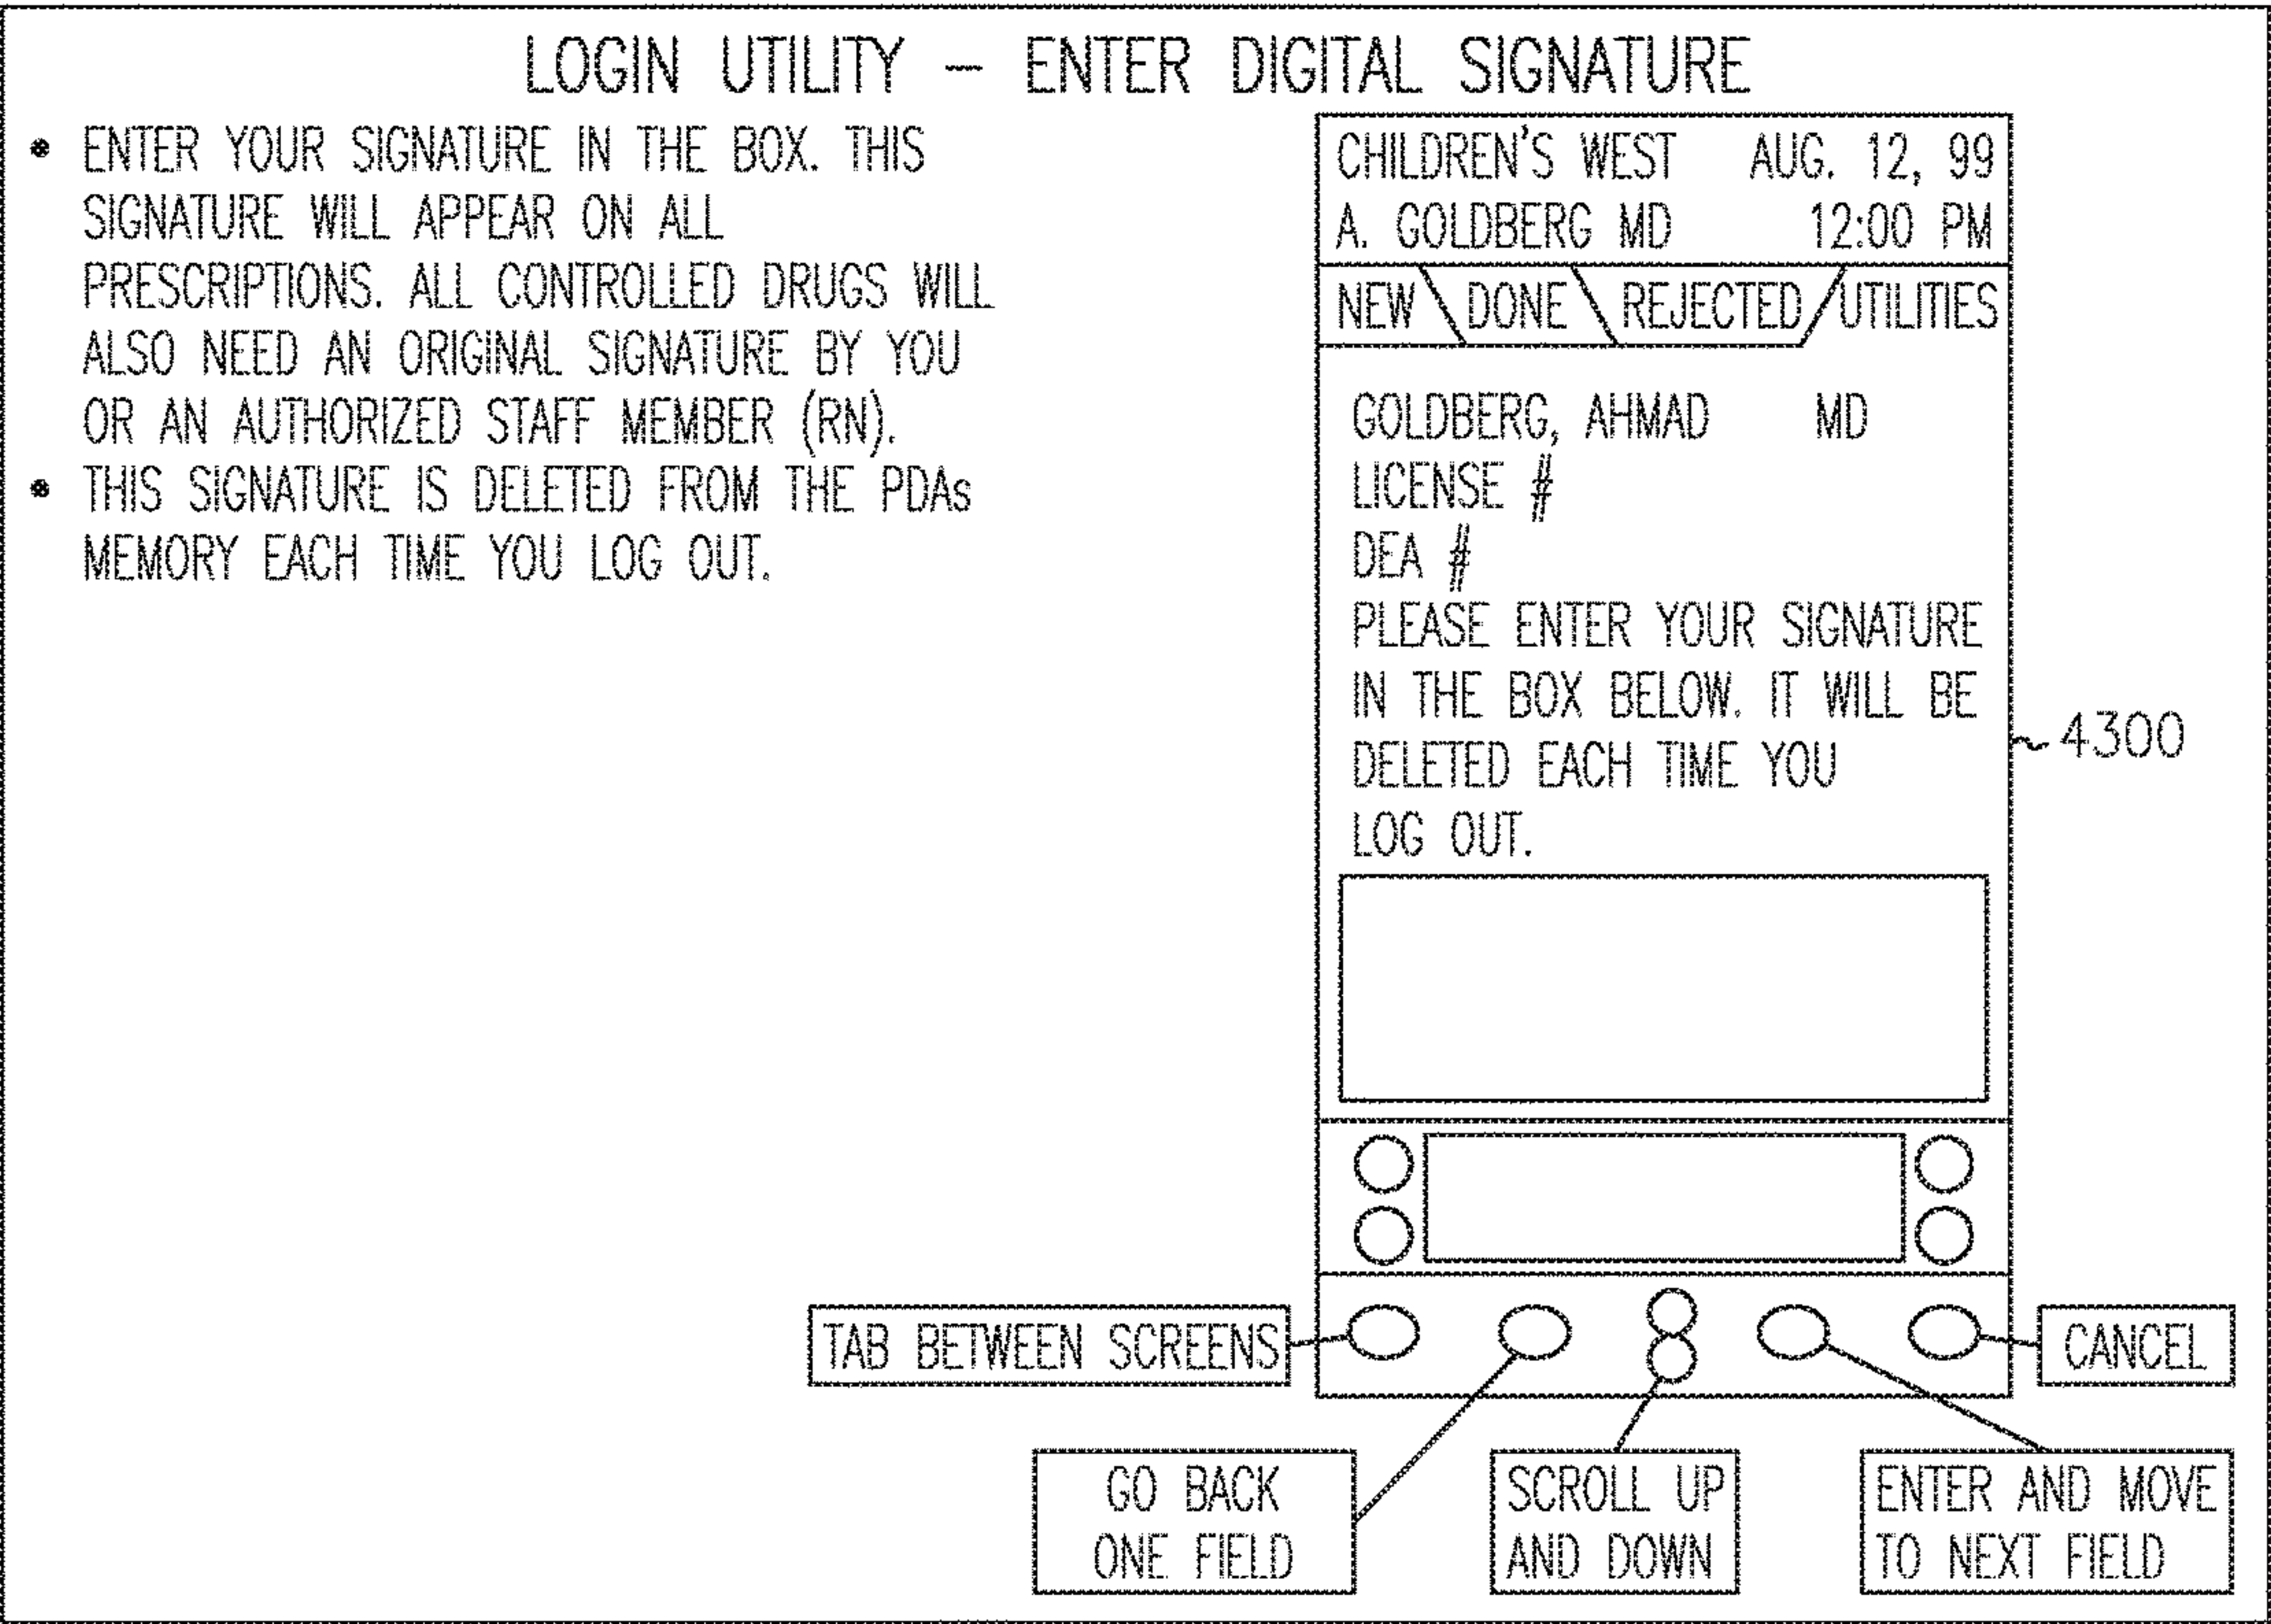 LOGIN UTILITY – ENTER DIGITAL SIGNATURE
• ENTER YOUR SIGNATURE IN THE BOX. THIS
SIGNATURE WILL APPEAR ON ALL
PRESCRIPTIONS. ALL CONTROLLED DRUGS WILL
ALSO NEED AN ORIGINAL SIGNATURE BY YOU
OR AN AUTHORIZED STAFF MEMBER (RN).
• THIS SIGNATURE IS DELETED FROM THE PDAs
MEMORY EACH TIME YOU LOG OUT.
CHILDREN'S WEST AUG. 12, 99
A. GOLDBERG MD 12:00 PM
NEW DONE REJECTED UTILITIES
GOLDBERG, AHMAD MD
LICENSE #
DEA #
PLEASE ENTER YOUR SIGNATURE
IN THE BOX BELOW. IT WILL BE
DELETED EACH TIME YOU
LOG OUT.
4300
TAB BETWEEN SCREENS
CANCEL
GO BACK
ONE FIELD
SCROLL UP
AND DOWN
ENTER AND MOVE
TO NEXT FIELD